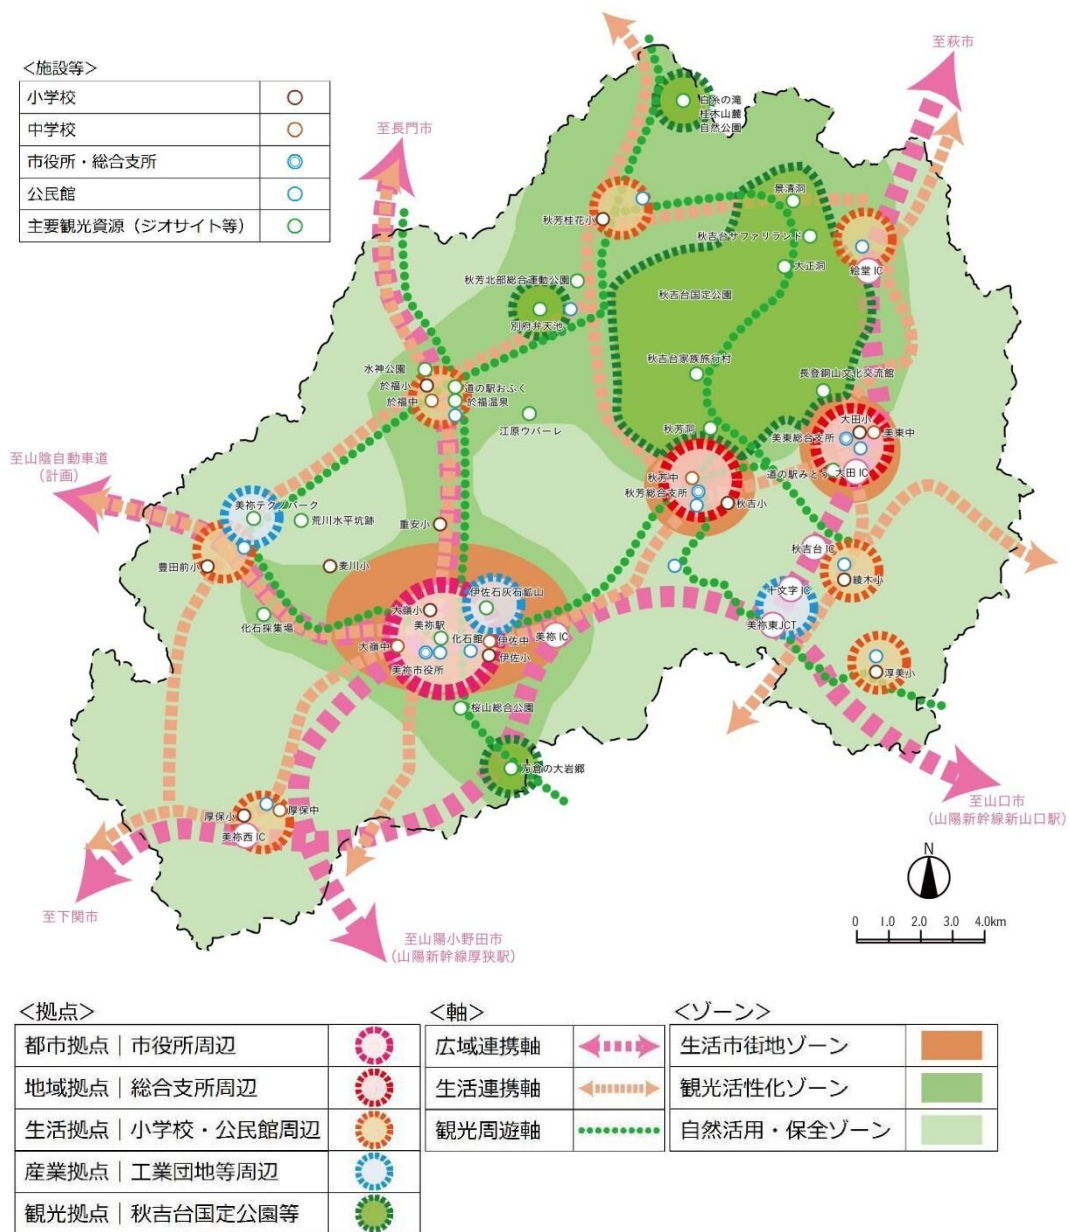 <施設等>
小学校
中学校
市役所・総合支所
公民館
主要観光資源（ジオサイト等）
至萩市
至長門市
白糸の滝
桂木山麓
自然公園
景清洞
秋芳桂花小
秋吉台サファリランド
大正洞
絵堂 IC
秋芳北部総合運動公園
秋吉台国定公園
別府弁天池
水神公園
於福小
於福中
道の駅おふく
於福温泉
江原ウバーレ
秋吉台家族旅行村
長登銅山文化交流館
秋芳洞
大田小
美東中
美東総合支所
道の駅みとう
大田 IC
至山陰自動車道
（計画）
美祢テクノパーク
荒川水平坑跡
重安小
秋芳中
秋芳総合支所
秋吉小
秋吉台 IC
豊田前小
麦川小
綾木小
伊佐石灰石鉱山
十文字 IC
化石採集場
大嶺小
美祢駅
化石館
伊佐中
美祢 IC
美祢東JCT
大嶺中
美祢市役所
伊佐小
淳美小
桜山総合公園
万倉の大岩郷
厚保小
厚保中
美祢西 IC
至山口市
（山陽新幹線新山口駅）
至下関市
至山陽小野田市
（山陽新幹線厚狭駅）
N
0 1.0 2.0 3.0 4.0km
<拠点>
都市拠点｜市役所周辺
地域拠点｜総合支所周辺
生活拠点｜小学校・公民館周辺
産業拠点｜工業団地等周辺
観光拠点｜秋吉台国定公園等
<軸>
広域連携軸
生活連携軸
観光周遊軸
<ゾーン>
生活市街地ゾーン
観光活性化ゾーン
自然活用・保全ゾーン